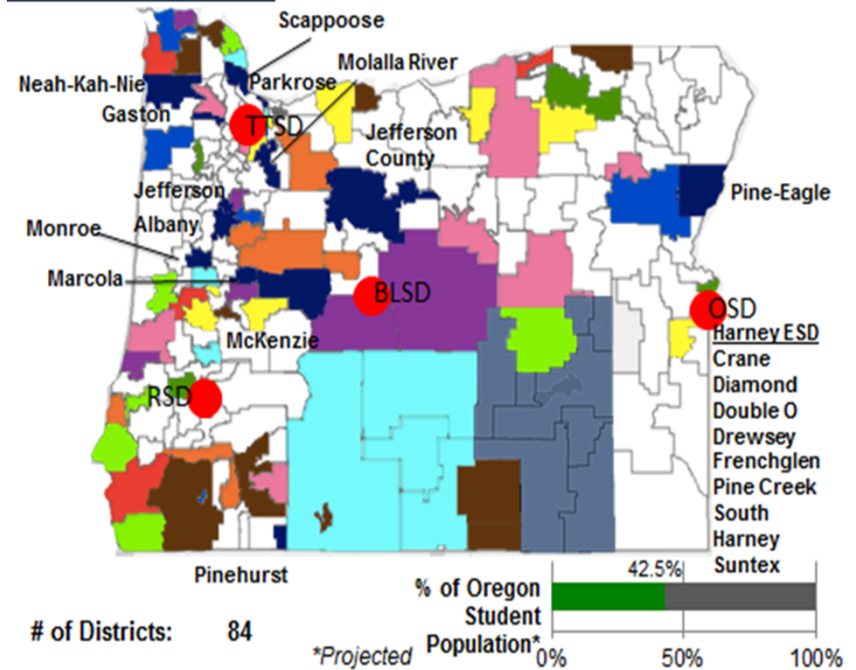 Scappoose
Molalla River
Neah-Kah-Nie
Parkrose
Gaston
TTSD
Jefferson
County
Jefferson
Pine-Eagle
Monroe
Albany
Marcola
BLSD
OSD
McKenzie
Harney ESD
Crane
Diamond
RSD
Double O
Drewsey
Frenchglen
Pine Creek
South
Harney
Suntex
Pinehurst
42.5%
% of Oregon
Student
Population*
# of Districts: 84
*Projected
0% 50% 100%